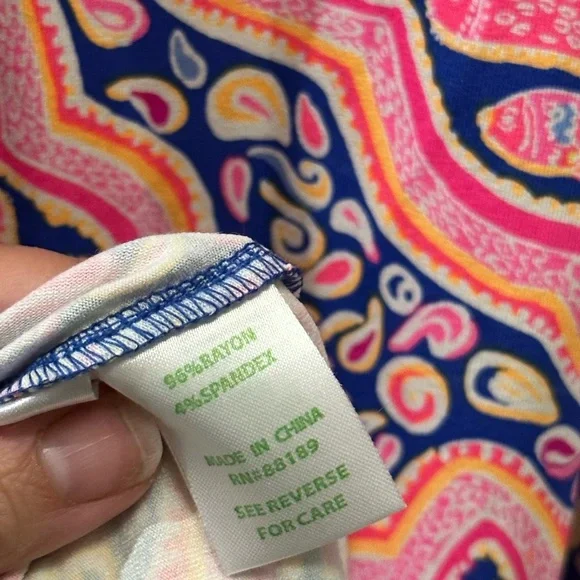 96%RAYON
4%SPANDEX
MADE IN CHINA
RN#88189
SEE REVERSE
FOR CARE